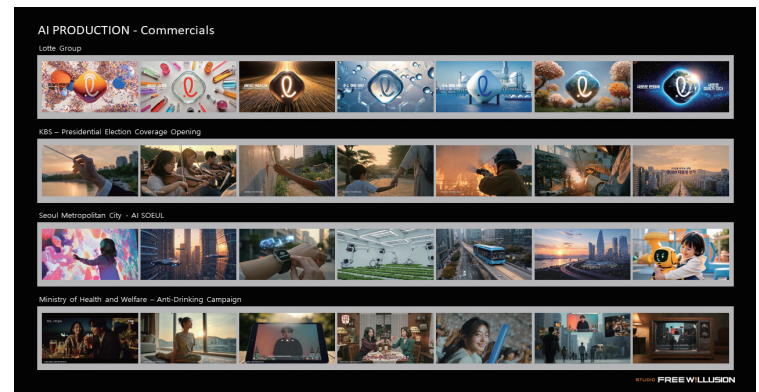 AI PRODUCTION - Commercials
Lotte Group
KBS – Presidential Election Coverage Opening
Seoul Metropolitan City - AI SOEUL
Ministry of Health and Welfare – Anti-Drinking Campaign
STUDIO FREE W!LLUSION